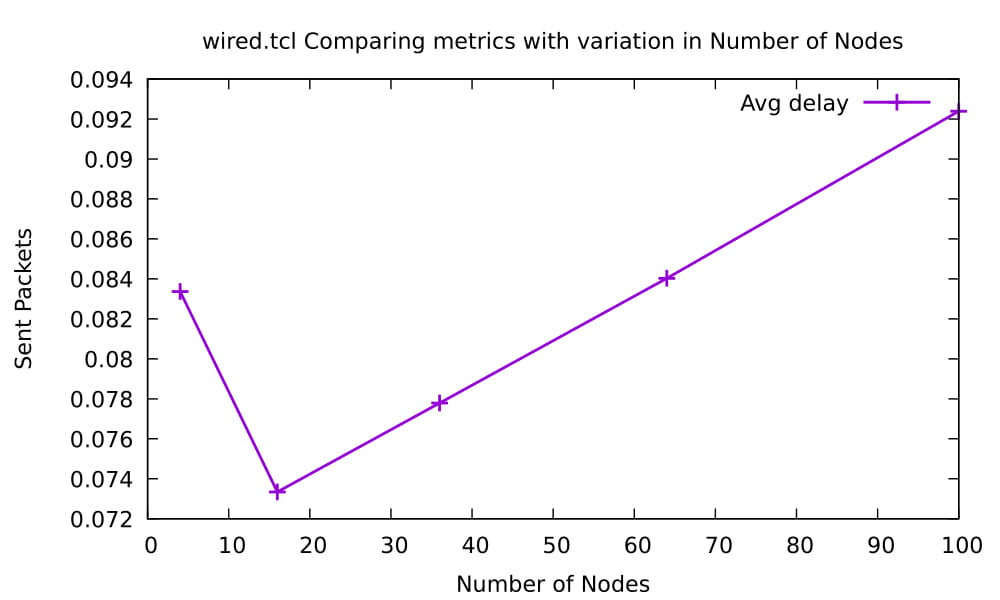 wired.tcl Comparing metrics with variation in Number of Nodes
Avg delay
0.094
0.092
0.09
0.088
0.086
0.084
0.082
0.08
0.078
0.076
0.074
0.072
Sent Packets
0 10 20 30 40 50 60 70 80 90 100
Number of Nodes